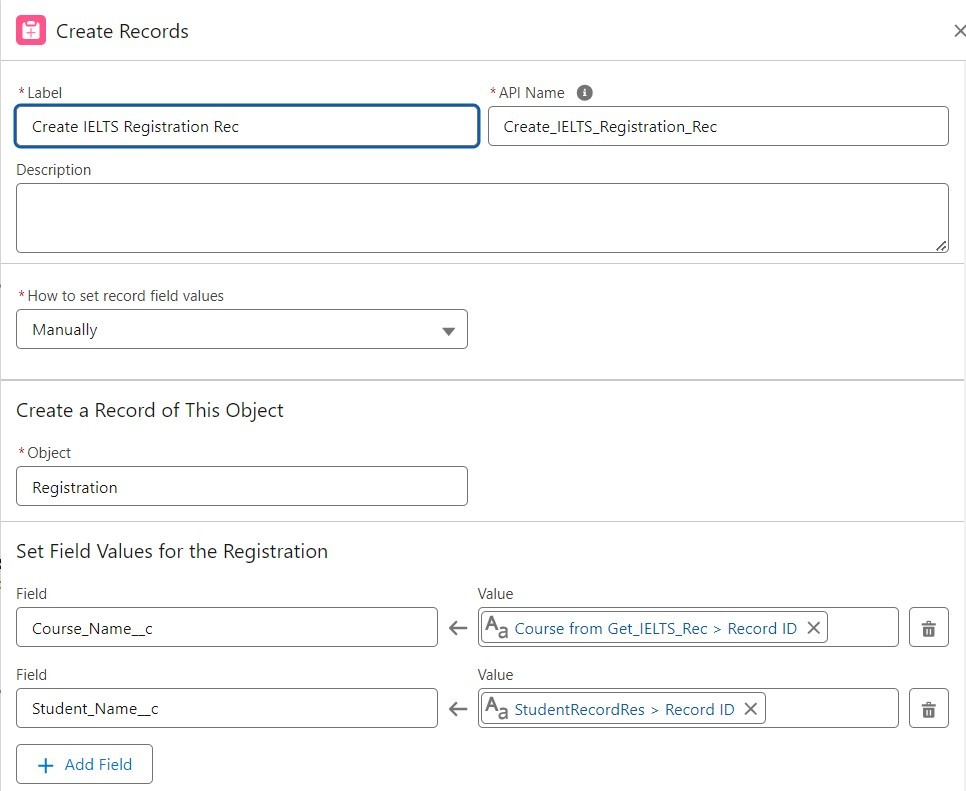 Create Records
*Label
*API Name
Create IELTS Registration Rec
Create_IELTS_Registration_Rec
Description
*How to set record field values
Manually
Create a Record of This Object
*Object
Registration
Set Field Values for the Registration
Field
Value
Course_Name__c
Aa Course from Get_IELTS_Rec > Record ID
Field
Value
Student_Name__c
Aa StudentRecordRes > Record ID
+ Add Field